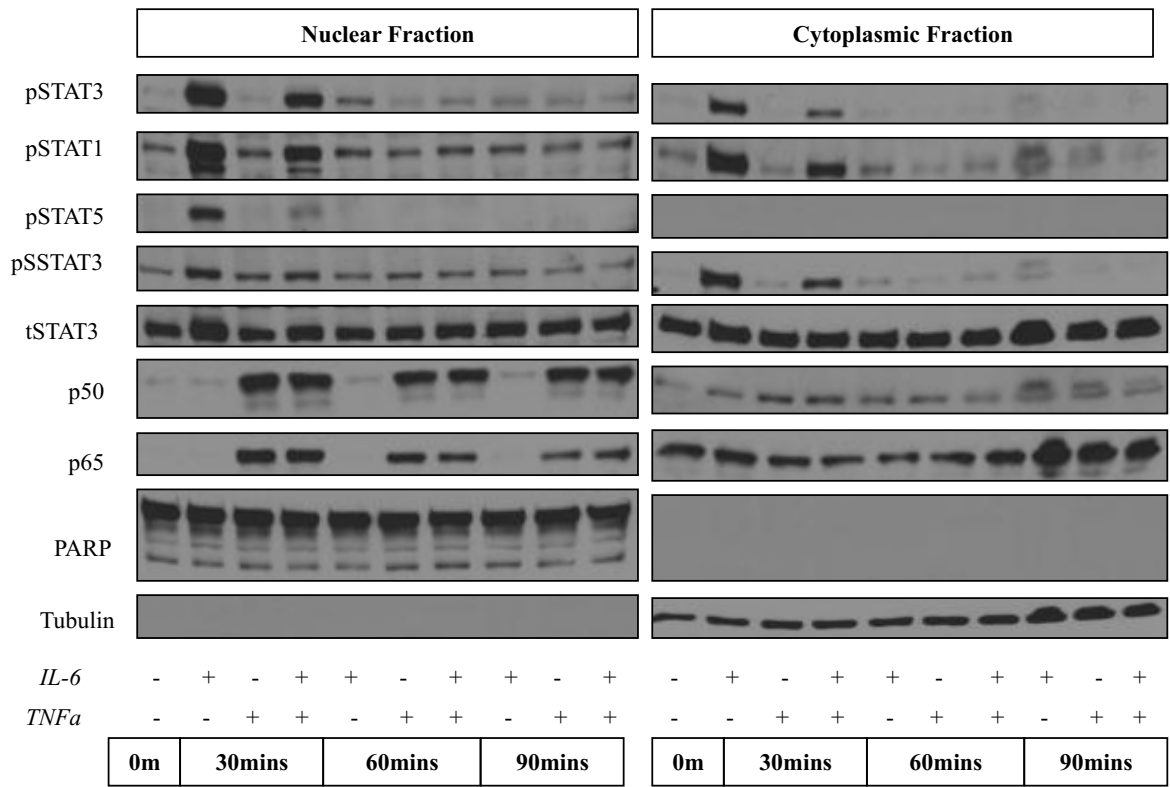 Nuclear Fraction Cytoplasmic Fraction
pSTAT3
pSTAT1
pSTAT5
pSSTAT3
tSTAT3
p50
p65
PARP
Tubulin
IL-6 - + - + + - + + - + - + - + + - + + - +
TNFa - - + + - + + - + + - - + + - + + - + +
0m 30mins 60mins 90mins 0m 30mins 60mins 90mins